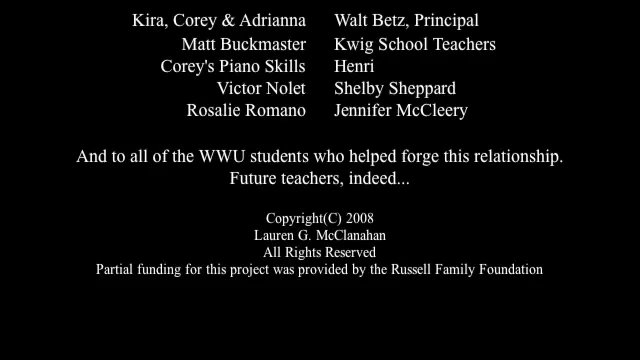 Kira, Corey & Adrianna Walt Betz, Principal
Matt Buckmaster Kwig School Teachers
Corey's Piano Skills Henri
Victor Nolet Shelby Sheppard
Rosalie Romano Jennifer McCleery
And to all of the WWU students who helped forge this relationship.
Future teachers, indeed...
Copyright(C) 2008
Lauren G. McClanahan
All Rights Reserved
Partial funding for this project was provided by the Russell Family Foundation